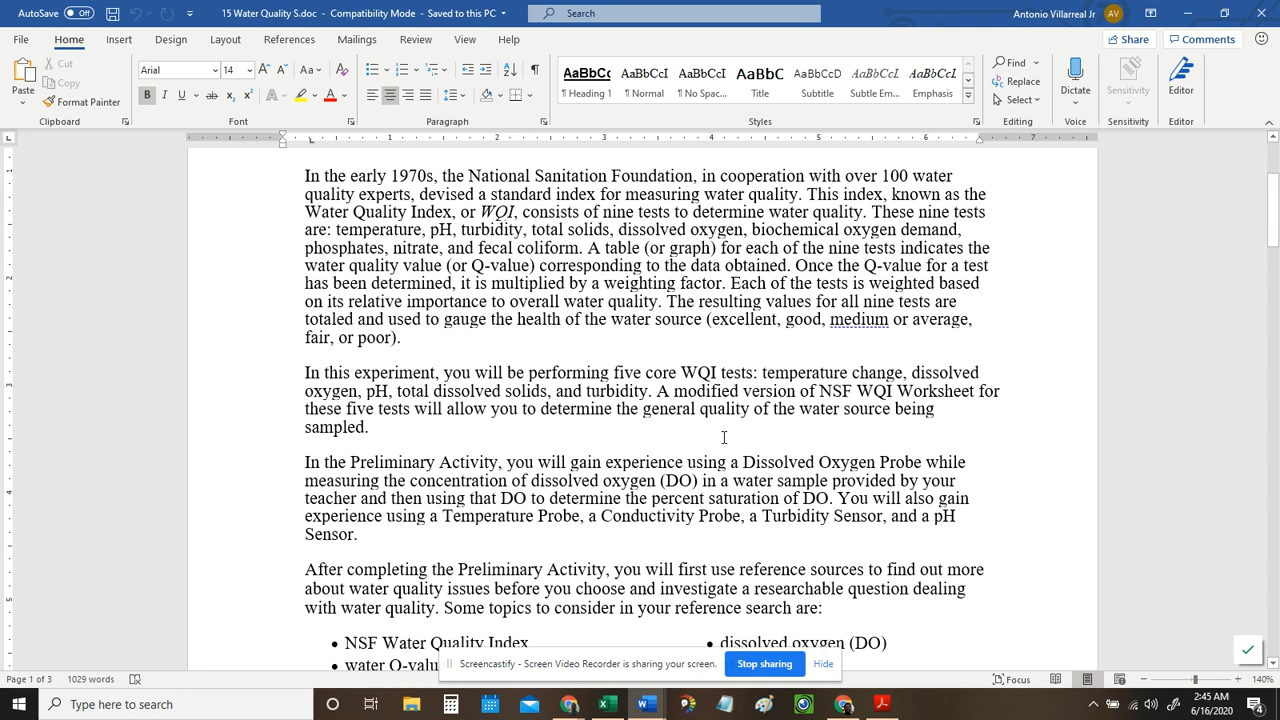 AutoSave Off 15 Water Quality S.doc - Compatibility Mode - Saved to this PC Search Antonio Villarreal Jr AV
File Home Insert Design Layout References Mailings Review View Help Share Comments
Paste Cut Copy Format Painter
Arial 14
B I U ab
AaBbCc ¶ Heading 1
AaBbCcI ¶ Normal
AaBbCcI ¶ No Spac...
AaBbC Title
AaBbCcD Subtitle
AaBbCcI Subtle Em...
AaBbCcI Emphasis
Find Replace Select
Dictate Sensitivity Editor
Clipboard Font Paragraph Styles Editing Voice Sensitivity Editor
In the early 1970s, the National Sanitation Foundation, in cooperation with over 100 water
quality experts, devised a standard index for measuring water quality. This index, known as the
Water Quality Index, or WQI, consists of nine tests to determine water quality. These nine tests
are: temperature, pH, turbidity, total solids, dissolved oxygen, biochemical oxygen demand,
phosphates, nitrate, and fecal coliform. A table (or graph) for each of the nine tests indicates the
water quality value (or Q-value) corresponding to the data obtained. Once the Q-value for a test
has been determined, it is multiplied by a weighting factor. Each of the tests is weighted based
on its relative importance to overall water quality. The resulting values for all nine tests are
totaled and used to gauge the health of the water source (excellent, good, medium or average,
fair, or poor).
In this experiment, you will be performing five core WQI tests: temperature change, dissolved
oxygen, pH, total dissolved solids, and turbidity. A modified version of NSF WQI Worksheet for
these five tests will allow you to determine the general quality of the water source being
sampled.
In the Preliminary Activity, you will gain experience using a Dissolved Oxygen Probe while
measuring the concentration of dissolved oxygen (DO) in a water sample provided by your
teacher and then using that DO to determine the percent saturation of DO. You will also gain
experience using a Temperature Probe, a Conductivity Probe, a Turbidity Sensor, and a pH
Sensor.
After completing the Preliminary Activity, you will first use reference sources to find out more
about water quality issues before you choose and investigate a researchable question dealing
with water quality. Some topics to consider in your reference search are:
• NSF Water Quality Index • dissolved oxygen (DO)
• water Q-valu
Screencastify - Screen Video Recorder is sharing your screen. Stop sharing Hide
Page 1 of 3 1029 words Focus 140%
Type here to search 2:45 AM
6/16/2020